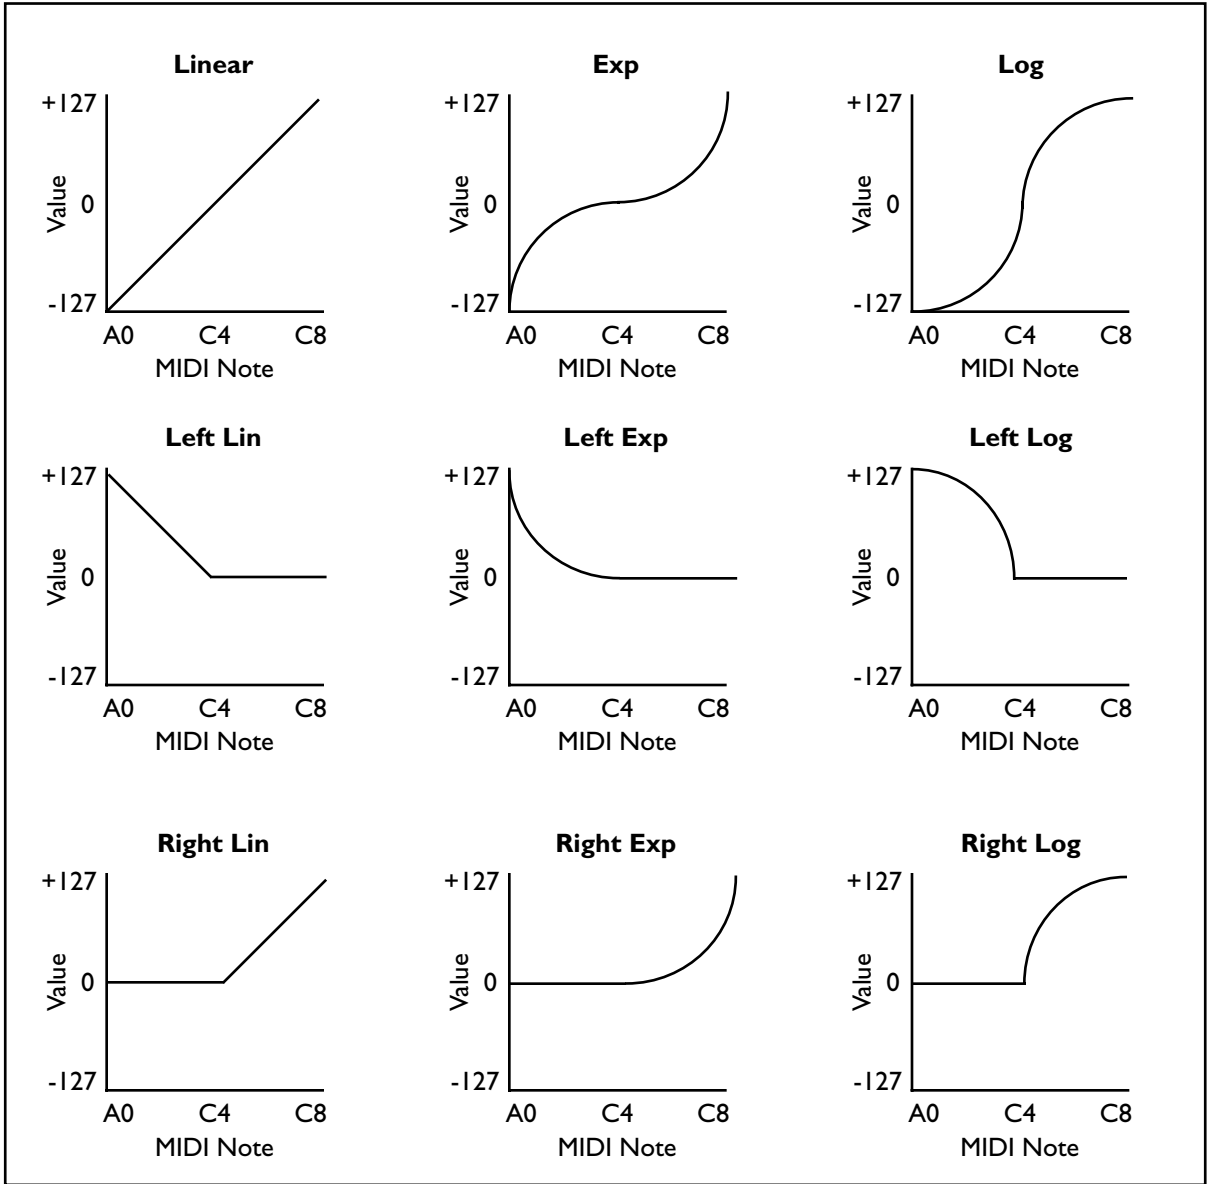 Linear
+127
Value
0
-127
A0 C4 C8
MIDI Note
Exp
+127
Value
0
-127
A0 C4 C8
MIDI Note
Log
+127
Value
0
-127
A0 C4 C8
MIDI Note
Left Lin
+127
Value
0
-127
A0 C4 C8
MIDI Note
Left Exp
+127
Value
0
-127
A0 C4 C8
MIDI Note
Left Log
+127
Value
0
-127
A0 C4 C8
MIDI Note
Right Lin
+127
Value
0
-127
A0 C4 C8
MIDI Note
Right Exp
+127
Value
0
-127
A0 C4 C8
MIDI Note
Right Log
+127
Value
0
-127
A0 C4 C8
MIDI Note